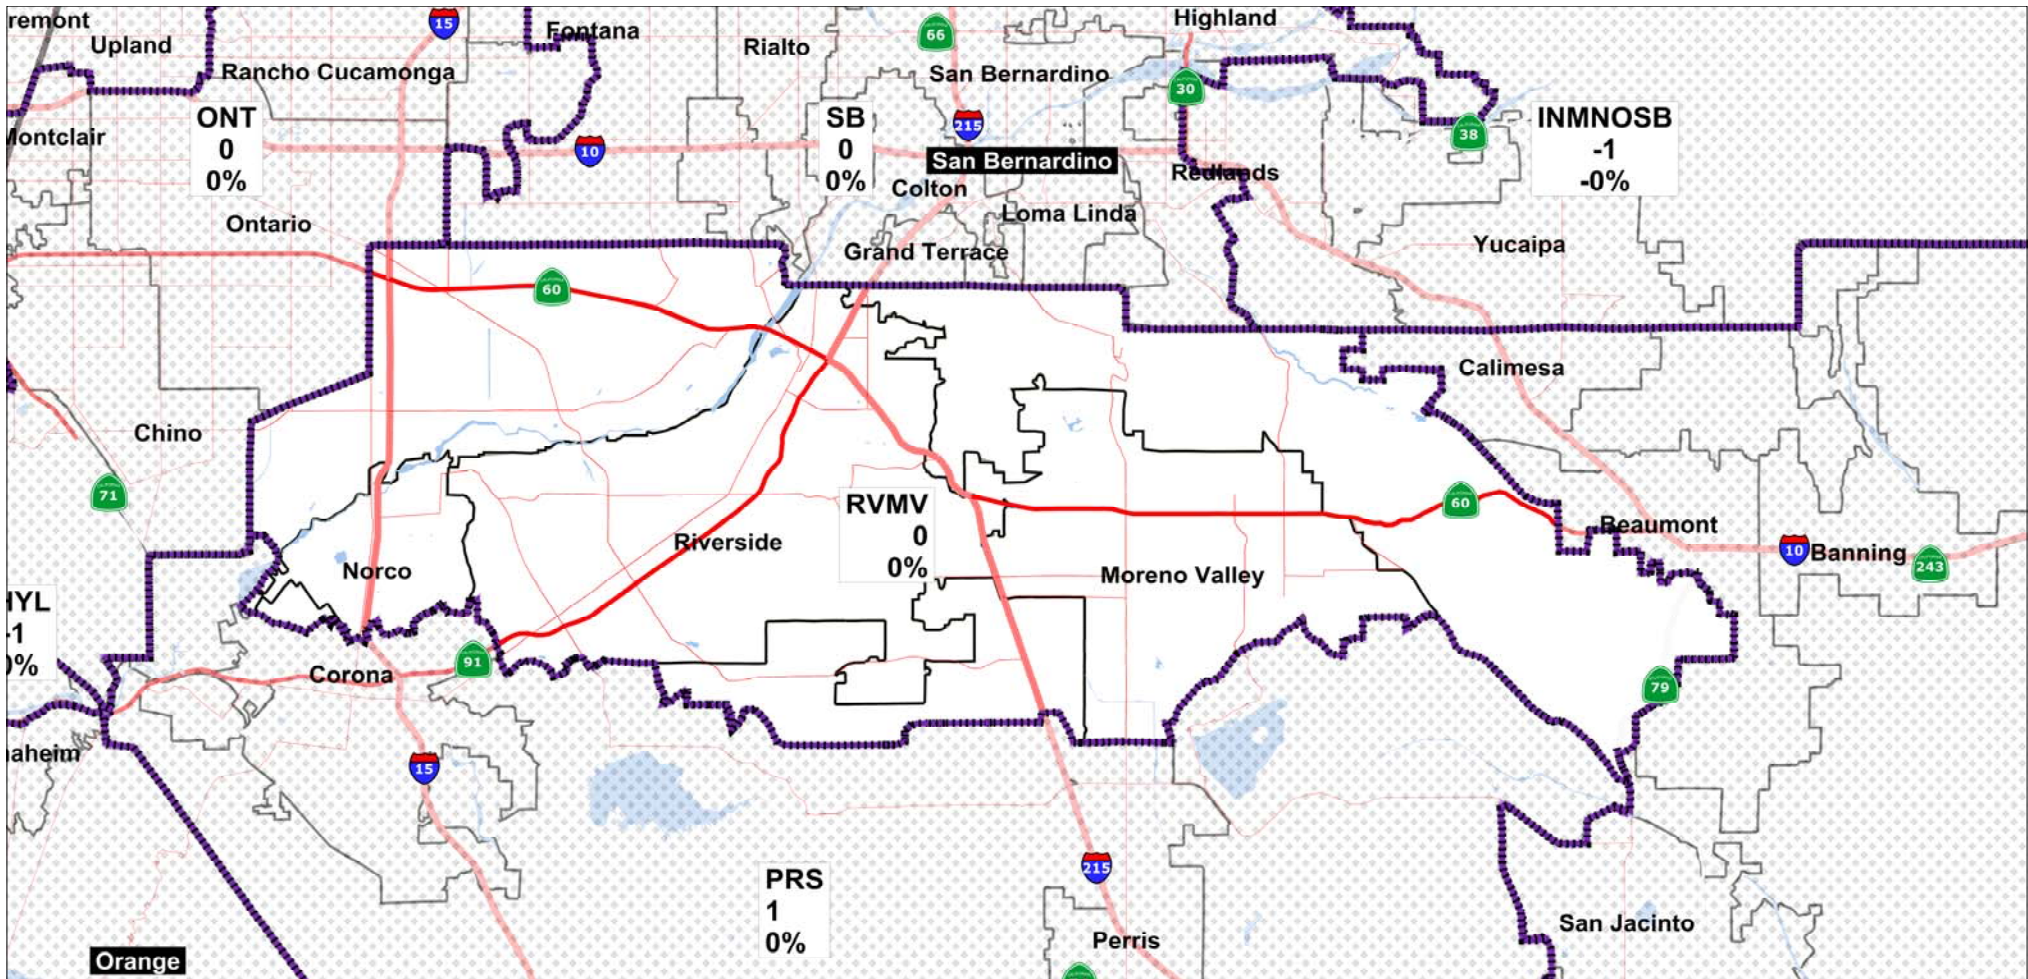 remont
Upland
15
Fontana
Rialto
66
Highland
Rancho Cucamonga
San Bernardino
30
ONT
0
0%
SB
0
0%
215
INMNOSB
-1
-0%
38
Montclair
10
San Bernardino
Redlands
Colton
Loma Linda
Ontario
Grand Terrace
Yucaipa
60
Calimesa
Chino
71
RVMV
0
0%
60
Beaumont
Riverside
10
Banning
243
Norco
Moreno Valley
HYL
-1
0%
Corona
91
79
naheim
15
215
PRS
1
0%
San Jacinto
Perris
Orange